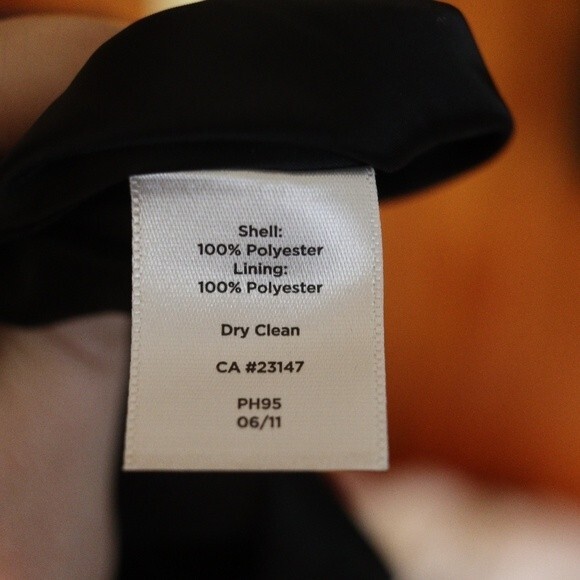 Shell:
100% Polyester
Lining:
100% Polyester
Dry Clean
CA #23147
PH95
06/11